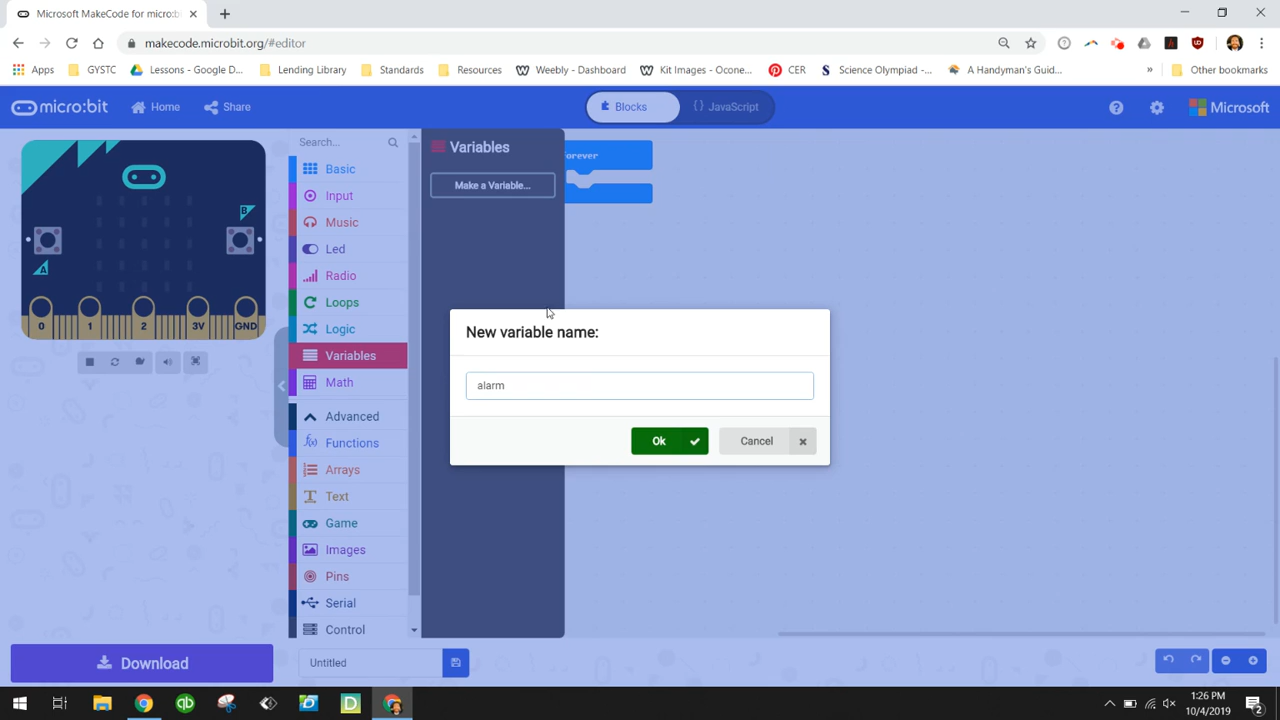 Microsoft MakeCode for micro:b
makecode.microbit.org/#editor
Apps
GYSTC
Lessons - Google D...
Lending Library
Standards
Resources
Weebly - Dashboard
Kit Images - Ocone...
CER
Science Olympiad -...
A Handyman's Guid...
»
Other bookmarks
micro:bit
Home
Share
Blocks
{} JavaScript
Microsoft
Search...
Basic
Input
Music
Led
Radio
Loops
Logic
Variables
Math
Advanced
Functions
Arrays
Text
Game
Images
Pins
Serial
Control
Variables
Make a Variable...
forever
A
B
0 1 2 3V GND
New variable name:
alarm
Ok
Cancel
Download
Untitled
1:26 PM
10/4/2019
2